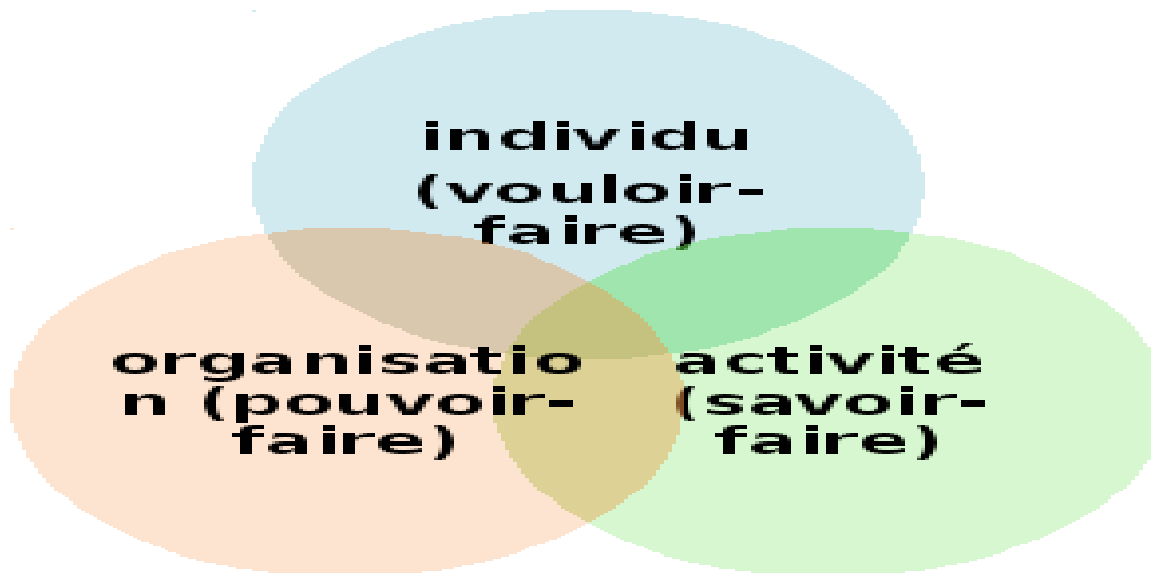 individu
(vouloir-
faire)
organisatio
n (pouvoir-
faire)
activité
(savoir-
faire)